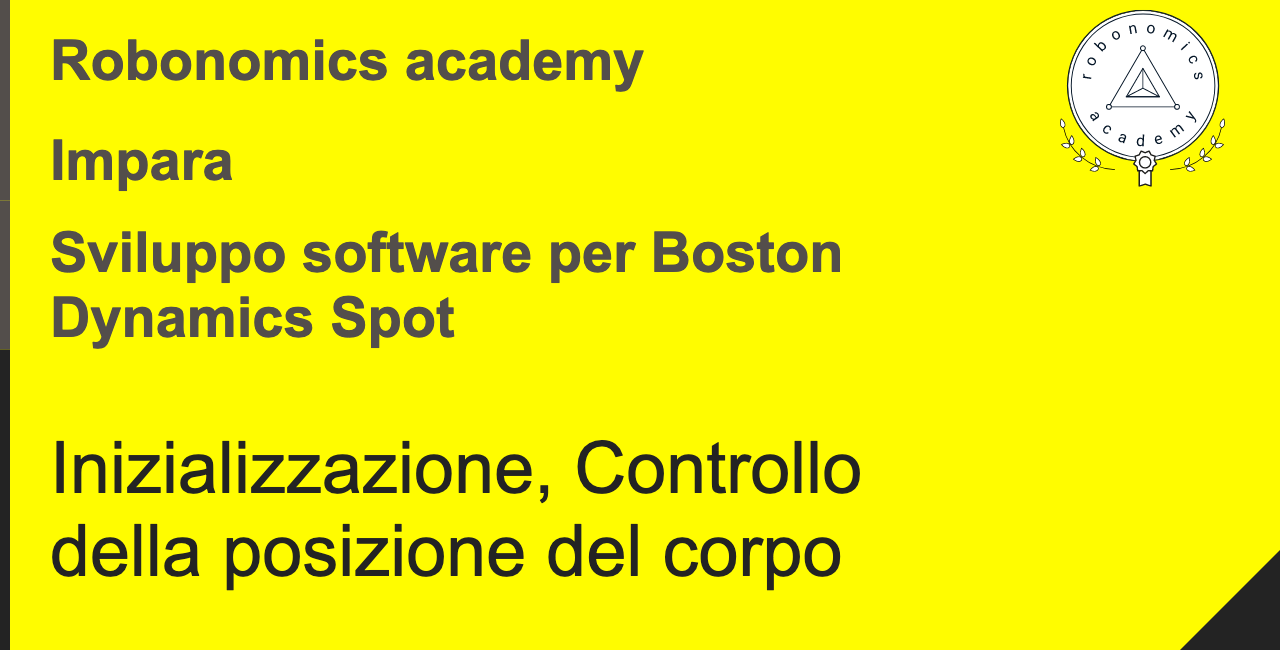 Robonomics academy
robonomics
academy
Impara
Sviluppo software per Boston
Dynamics Spot
Inizializzazione, Controllo
della posizione del corpo